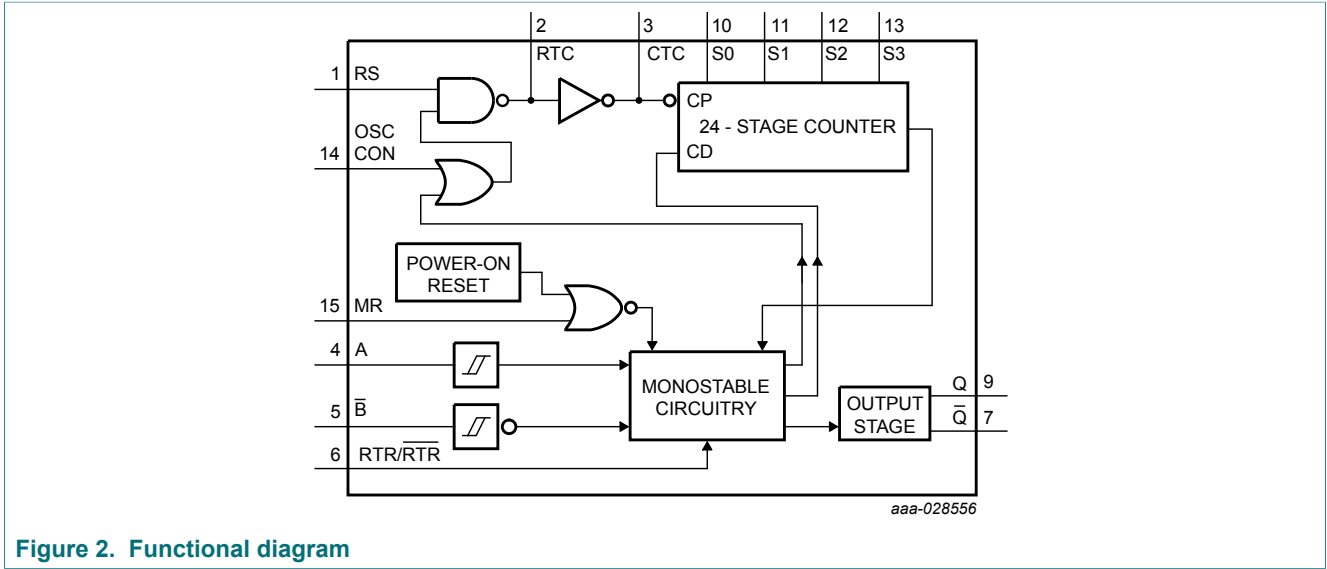 2 3 10 11 12 13
RTC CTC S0 S1 S2 S3
1 RS
CP
24 - STAGE COUNTER
CD
OSC
14 CON
POWER-ON
RESET
15 MR
4 A
MONOSTABLE
CIRCUITRY
5 B̅
6 RTR/R̅T̅R̅
OUTPUT
STAGE
Q 9
Q̅ 7
aaa-028556
Figure 2. Functional diagram